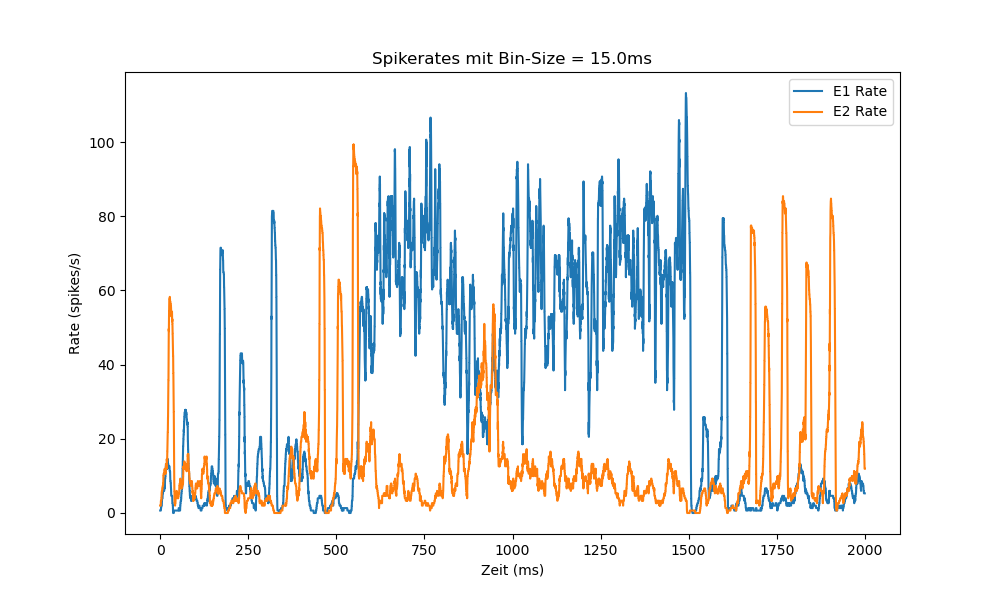 Spikerates mit Bin-Size = 15.0ms
E1 Rate
E2 Rate
Rate (spikes/s)
100
80
60
40
20
0
0 250 500 750 1000 1250 1500 1750 2000
Zeit (ms)